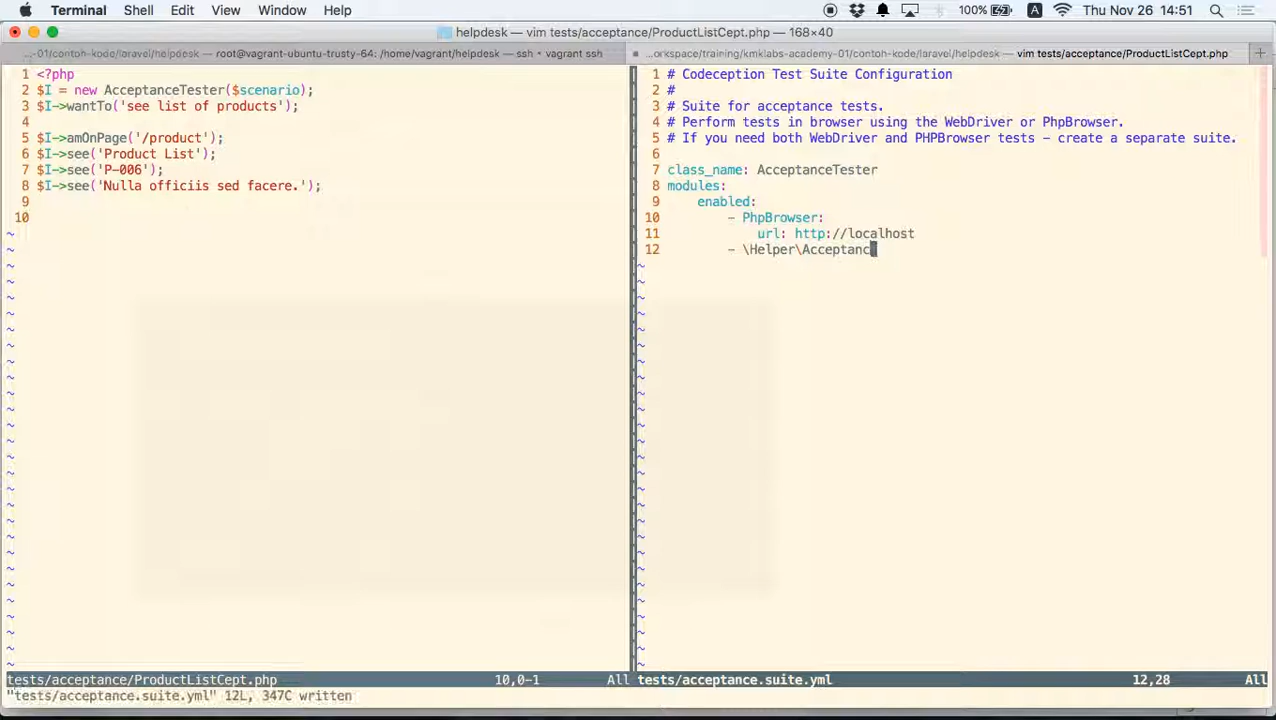 Terminal Shell Edit View Window Help 100% A Thu Nov 26 14:51
helpdesk — vim tests/acceptance/ProductListCept.php — 168×40
...-01/contoh-kode/laravel/helpdesk — root@vagrant-ubuntu-trusty-64: /home/vagrant/helpdesk — ssh • vagrant ssh
...orkspace/training/kmklabs-academy-01/contoh-kode/laravel/helpdesk — vim tests/acceptance/ProductListCept.php +
1 <?php
2 $I = new AcceptanceTester($scenario);
3 $I->wantTo('see list of products');
4
5 $I->amOnPage('/product');
6 $I->see('Product List');
7 $I->see('P-006');
8 $I->see('Nulla officiis sed facere.');
9
10
~
tests/acceptance/ProductListCept.php 10,0-1 All
1 # Codeception Test Suite Configuration
2 #
3 # Suite for acceptance tests.
4 # Perform tests in browser using the WebDriver or PhpBrowser.
5 # If you need both WebDriver and PHPBrowser tests - create a separate suite.
6
7 class_name: AcceptanceTester
8 modules:
9 enabled:
10 - PhpBrowser:
11 url: http://localhost
12 - \Helper\Acceptance
~
tests/acceptance.suite.yml 12,28 All
"tests/acceptance.suite.yml" 12L, 347C written